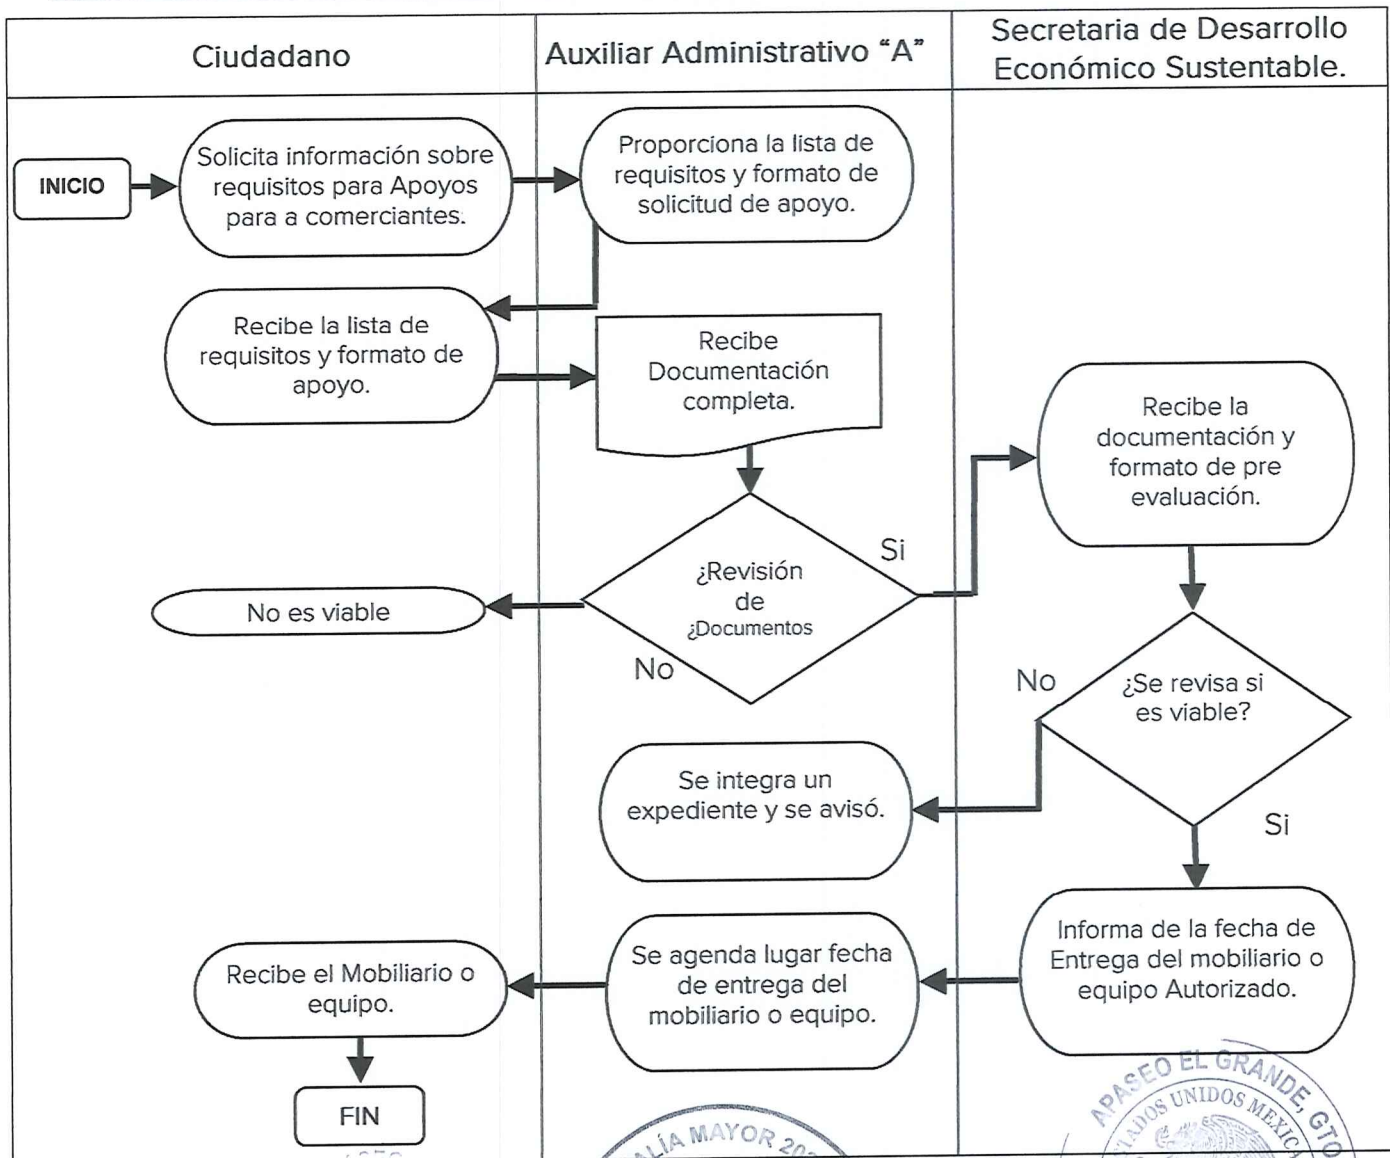 Ciudadano
Auxiliar Administrativo “A”
Secretaria de Desarrollo
Económico Sustentable.
INICIO
Solicita información sobre
requisitos para Apoyos
para a comerciantes.
Proporciona la lista de
requisitos y formato de
solicitud de apoyo.
Recibe la lista de
requisitos y formato de
apoyo.
Recibe
Documentación
completa.
Recibe la
documentación y
formato de pre
evaluación.
¿Revisión
de
¿Documentos
Si
No
No es viable
¿Se revisa si
es viable?
No
Si
Se integra un
expediente y se avisó.
Informa de la fecha de
Entrega del mobiliario o
equipo Autorizado.
Se agenda lugar fecha
de entrega del
mobiliario o equipo.
Recibe el Mobiliario o
equipo.
FIN
MAYOR
APASEO EL GRANDE, GTO
UNIDOS